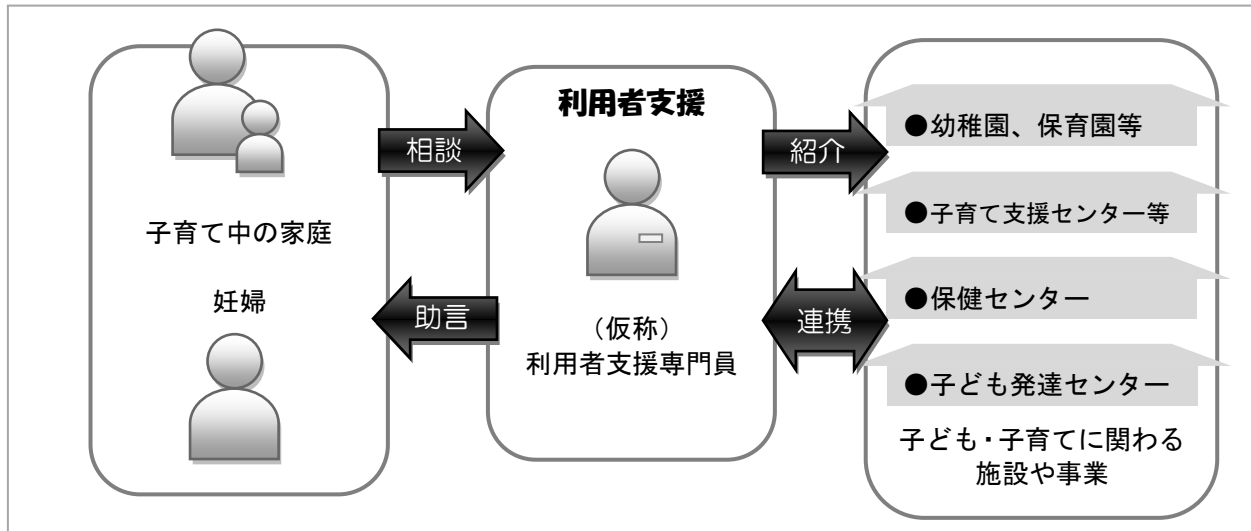 子育て中の家庭
妊婦
相談
助言
利用者支援
（仮称）
利用者支援専門員
紹介
連携
●幼稚園、保育園等
●子育て支援センター等
●保健センター
●子ども発達センター
子ども・子育てに関わる
施設や事業